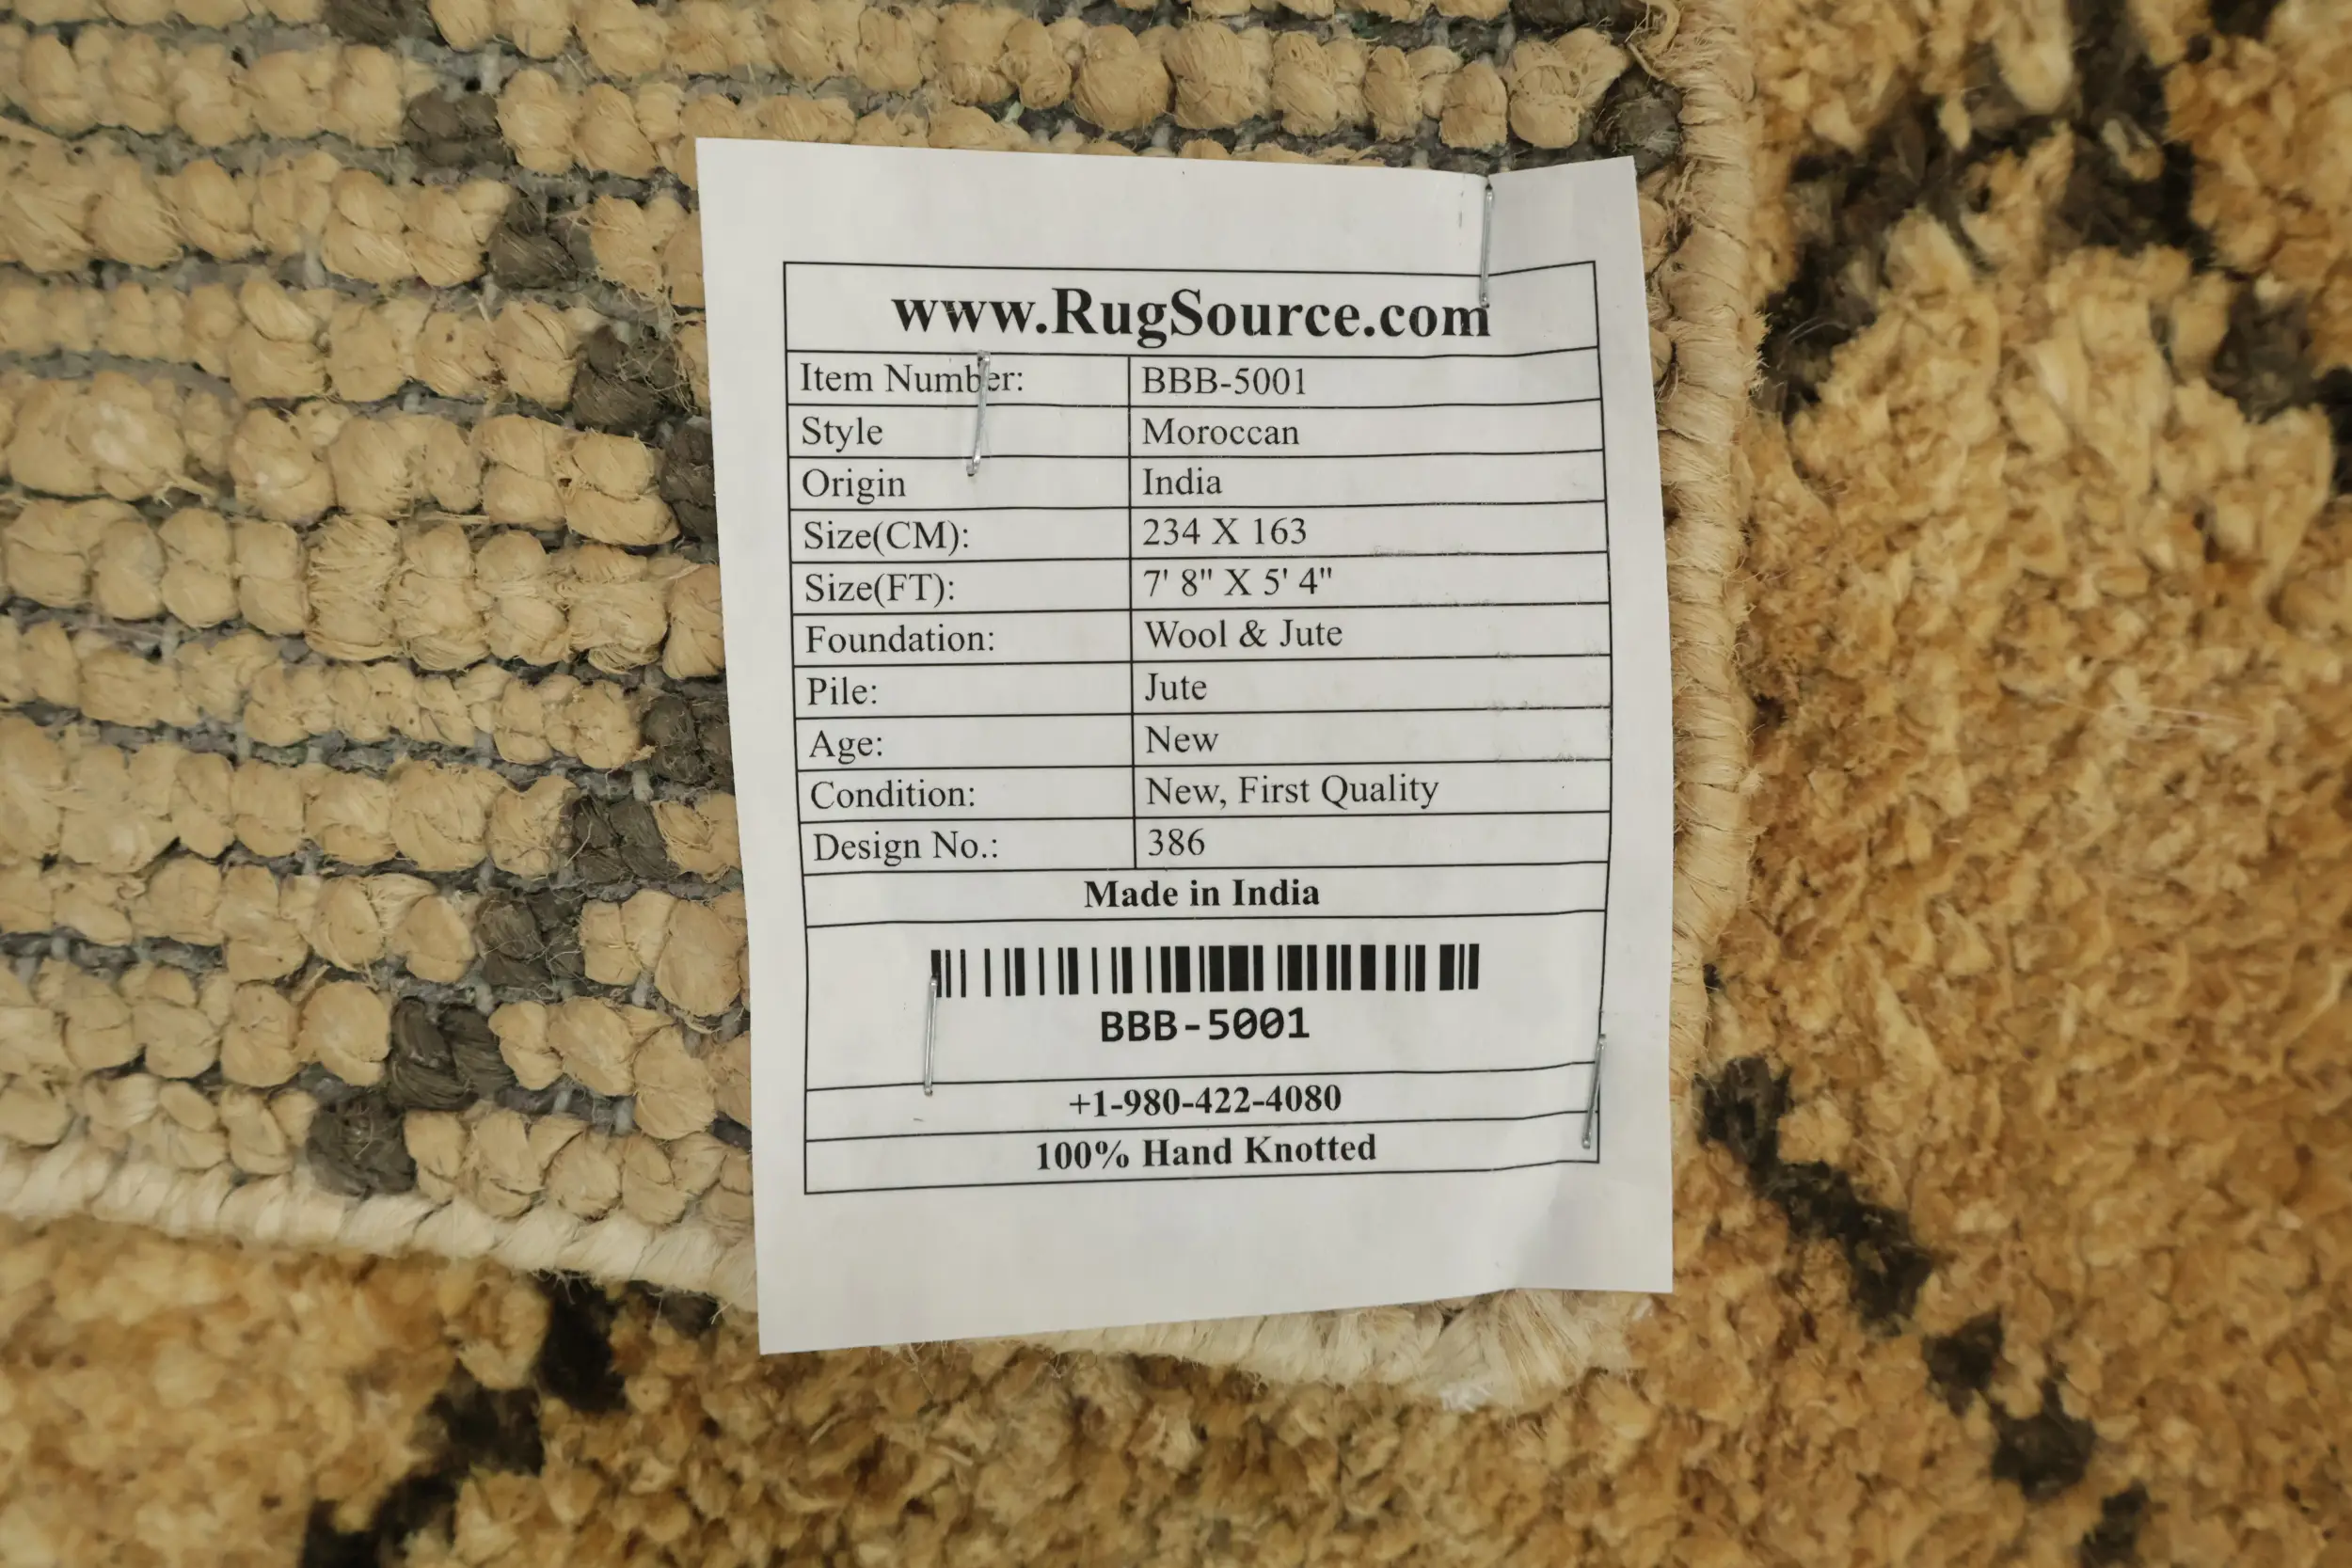 www.RugSource.com
Item Number: BBB-5001
Style Moroccan
Origin India
Size(CM): 234 X 163
Size(FT): 7' 8" X 5' 4"
Foundation: Wool & Jute
Pile: Jute
Age: New
Condition: New, First Quality
Design No.: 386
Made in India
BBB-5001
+1-980-422-4080
100% Hand Knotted